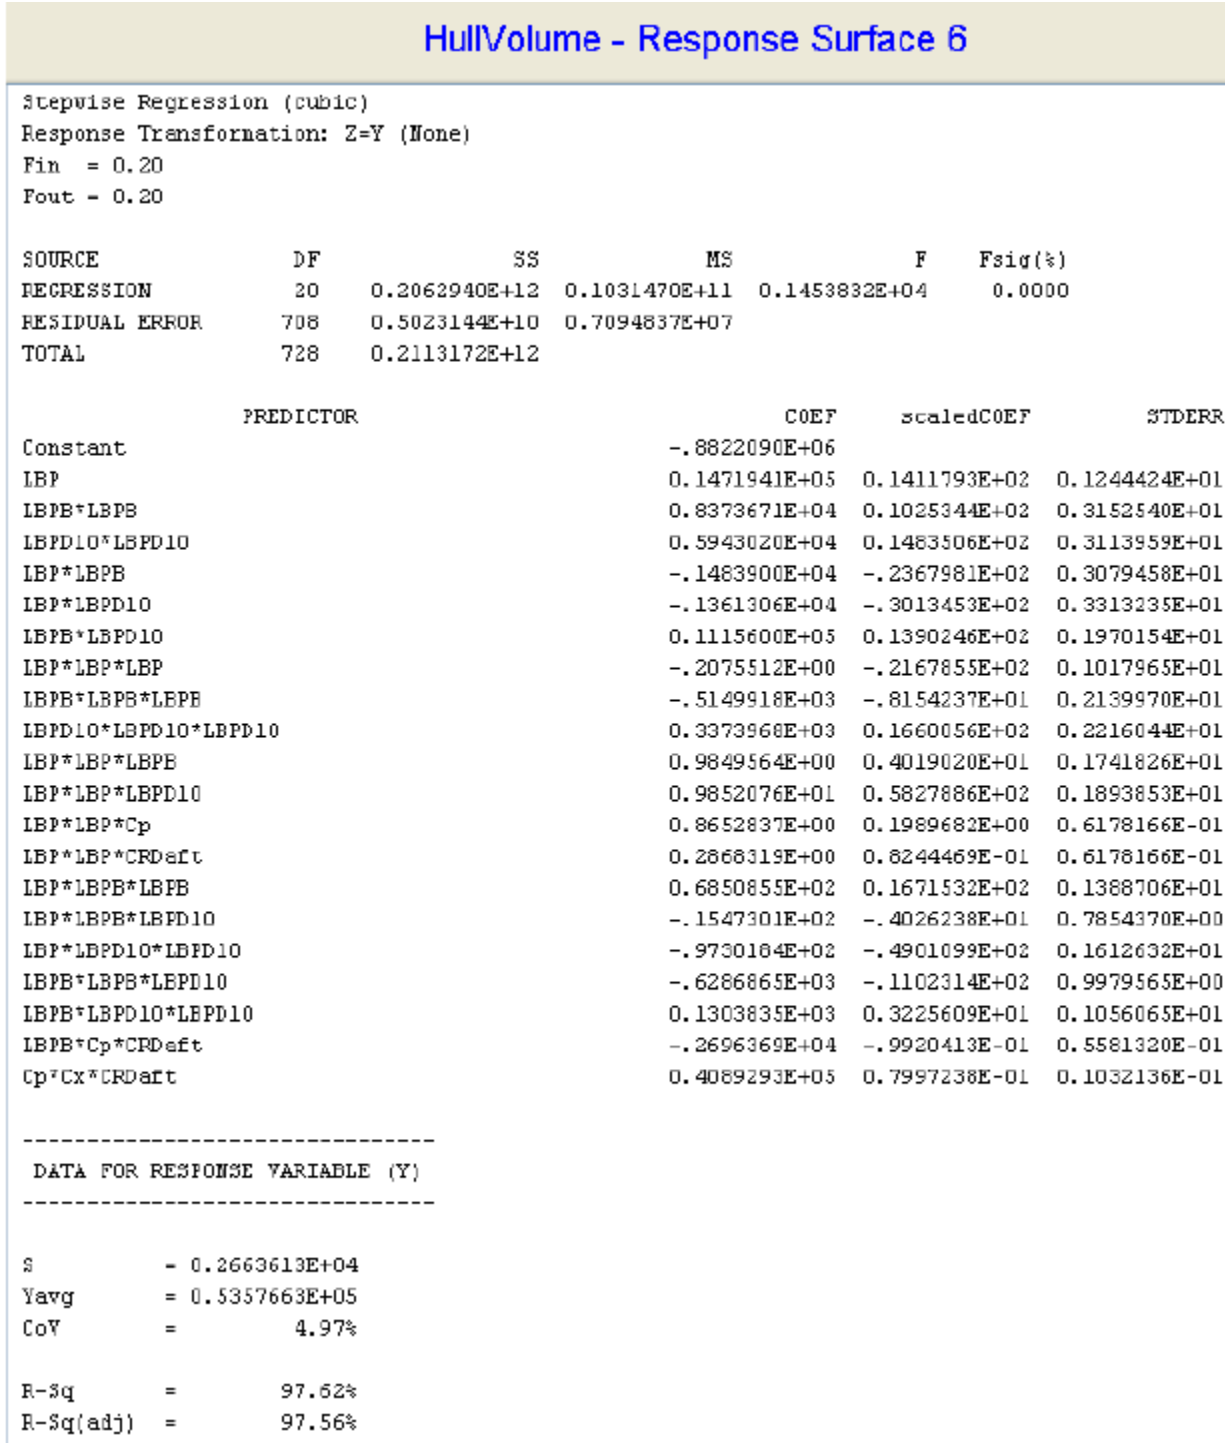 HullVolume - Response Surface 6
Stepwise Regression (cubic)
Response Transformation: Z=Y (None)
Fin = 0.20
Fout = 0.20
SOURCE DF SS MS F Fsig(%)
REGRESSION 20 0.2062940E+12 0.1031470E+11 0.1453832E+04 0.0000
RESIDUAL ERROR 708 0.5023144E+10 0.7094837E+07
TOTAL 728 0.2113172E+12
PREDICTOR COEF scaledCOEF STDERR
Constant -.8822090E+06
LBP 0.1471941E+05 0.1411793E+02 0.1244424E+01
LBPB*LBPB 0.8373671E+04 0.1025344E+02 0.3152540E+01
LBPD10*LBPD10 0.5943020E+04 0.1483506E+02 0.3113959E+01
LBP*LBPB -.1483900E+04 -.2367981E+02 0.3079458E+01
LBP*LBPD10 -.1361306E+04 -.3013453E+02 0.3313235E+01
LBPB*LBPD10 0.1115600E+05 0.1390246E+02 0.1970154E+01
LBP*LBP*LBP -.2075512E+00 -.2167855E+02 0.1017965E+01
LBPB*LBPB*LBPB -.5149918E+03 -.8154237E+01 0.2139970E+01
LBPD10*LBPD10*LBPD10 0.3373968E+03 0.1660056E+02 0.2216044E+01
LBP*LBP*LBPB 0.9849564E+00 0.4019020E+01 0.1741826E+01
LBP*LBP*LBPD10 0.9852076E+01 0.5827886E+02 0.1893853E+01
LBP*LBP*Cp 0.8652837E+00 0.1989682E+00 0.6178166E-01
LBP*LBP*CRDaft 0.2868319E+00 0.8244469E-01 0.6178166E-01
LBP*LBPB*LBPB 0.6850855E+02 0.1671532E+02 0.1388706E+01
LBP*LBPB*LBPD10 -.1547301E+02 -.4026238E+01 0.7854370E+00
LBP*LBPD10*LBPD10 -.9730184E+02 -.4901099E+02 0.1612632E+01
LBPB*LBPB*LBPD10 -.6286865E+03 -.1102314E+02 0.9979565E+00
LBPB*LBPD10*LBPD10 0.1303835E+03 0.3225609E+01 0.1056065E+01
LBPB*Cp*CRDaft -.2696369E+04 -.9920413E-01 0.5581320E-01
Cp*Cx*CRDaft 0.4089293E+05 0.7997238E-01 0.1032136E-01
--------------------------------
DATA FOR RESPONSE VARIABLE (Y)
--------------------------------
S = 0.2663613E+04
Yavg = 0.5357663E+05
CoV = 4.97%
R-Sq = 97.62%
R-Sq(adj) = 97.56%